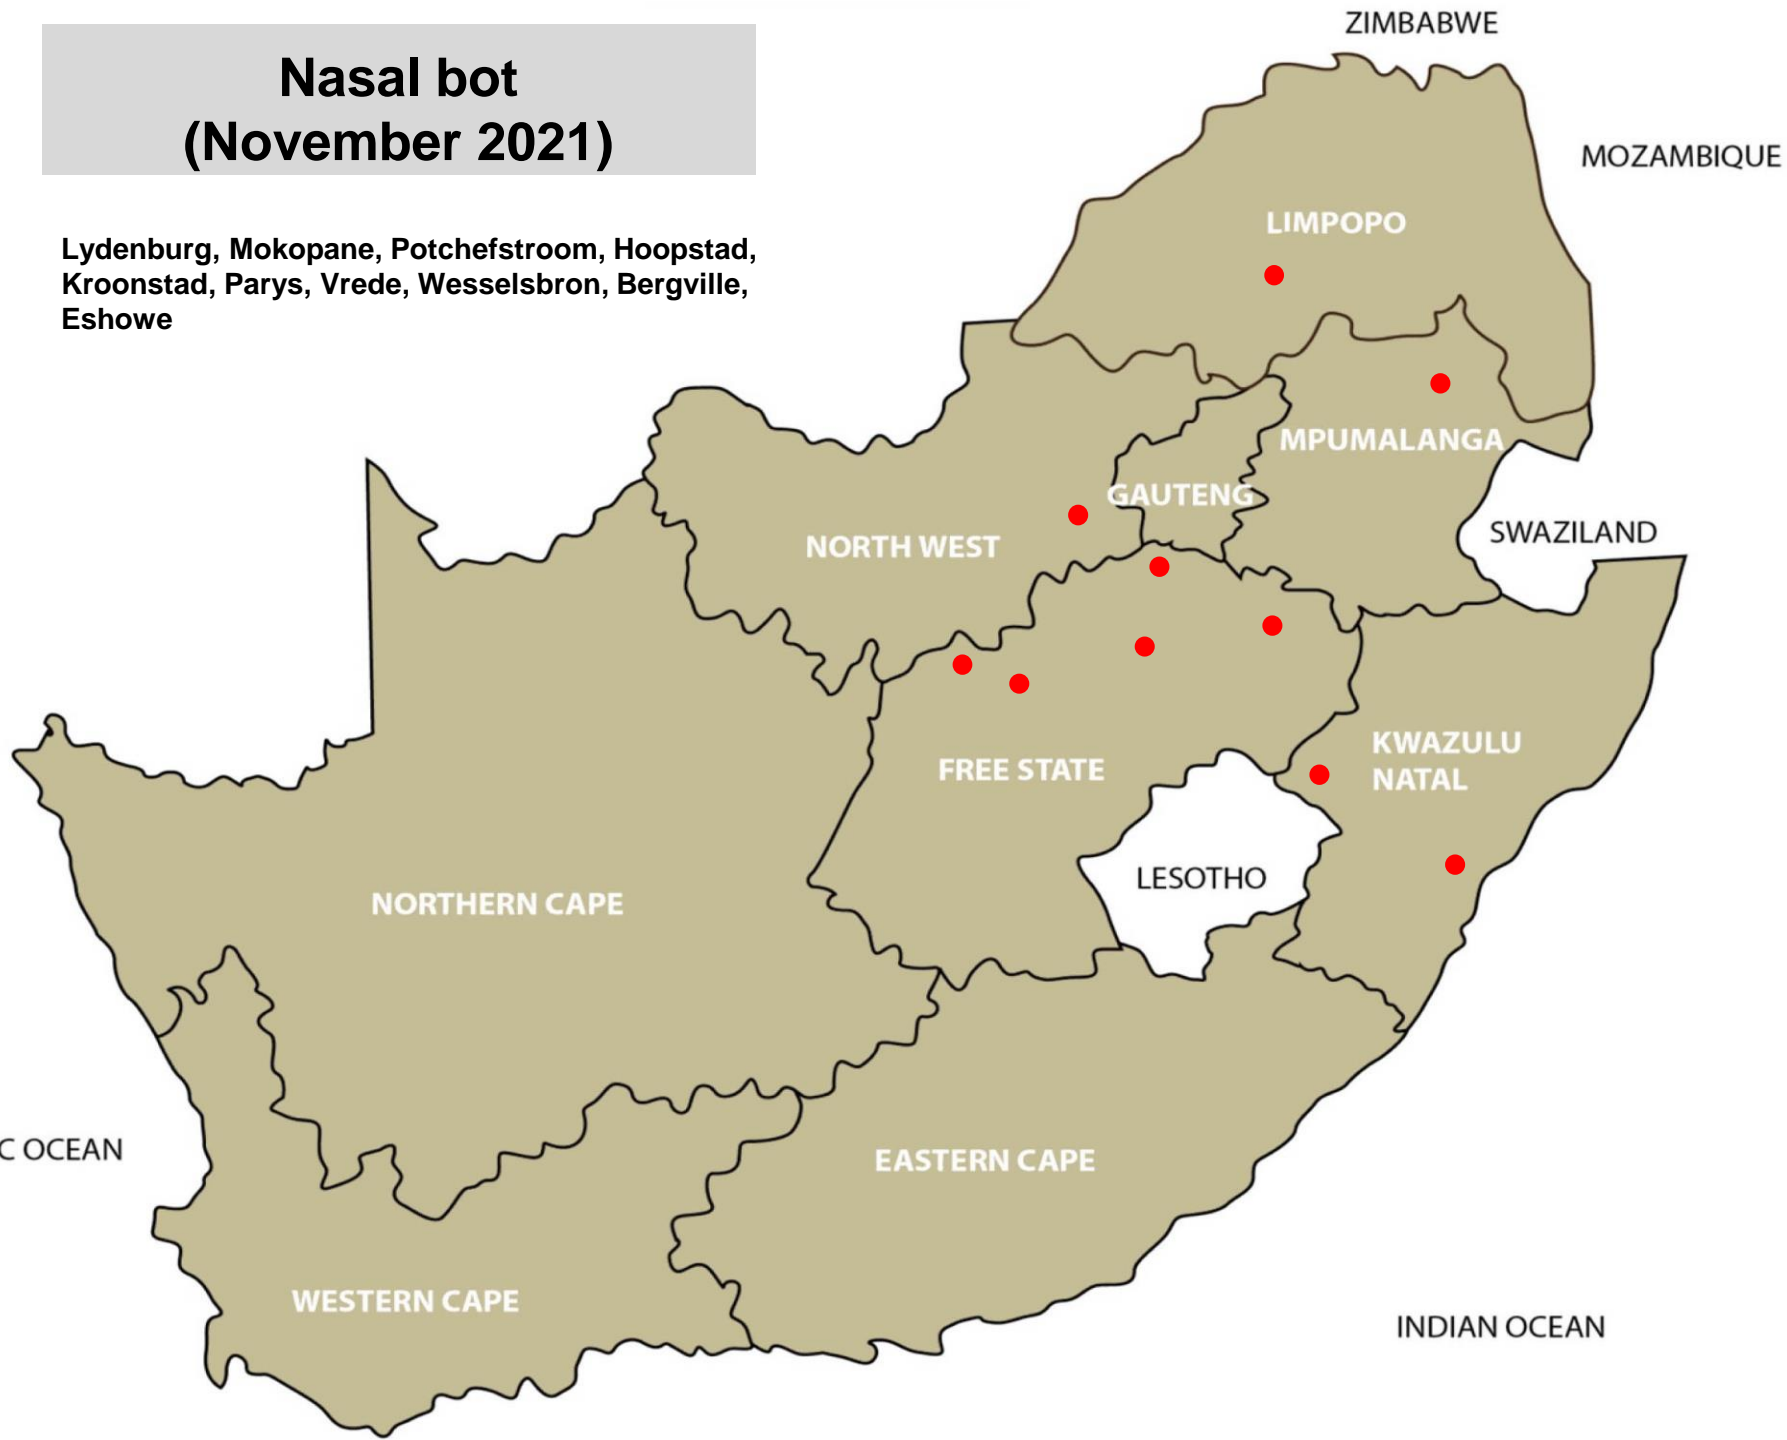 Nasal bot
(November 2021)
Lydenburg, Mokopane, Potchefstroom, Hoopstad,
Kroonstad, Parys, Vrede, Wesselsbron, Bergville,
Eshowe
ZIMBABWE
MOZAMBIQUE
LIMPOPO
MPUMALANGA
GAUTENG
SWAZILAND
NORTH WEST
KWAZULU
NATAL
FREE STATE
LESOTHO
NORTHERN CAPE
C OCEAN
EASTERN CAPE
WESTERN CAPE
INDIAN OCEAN